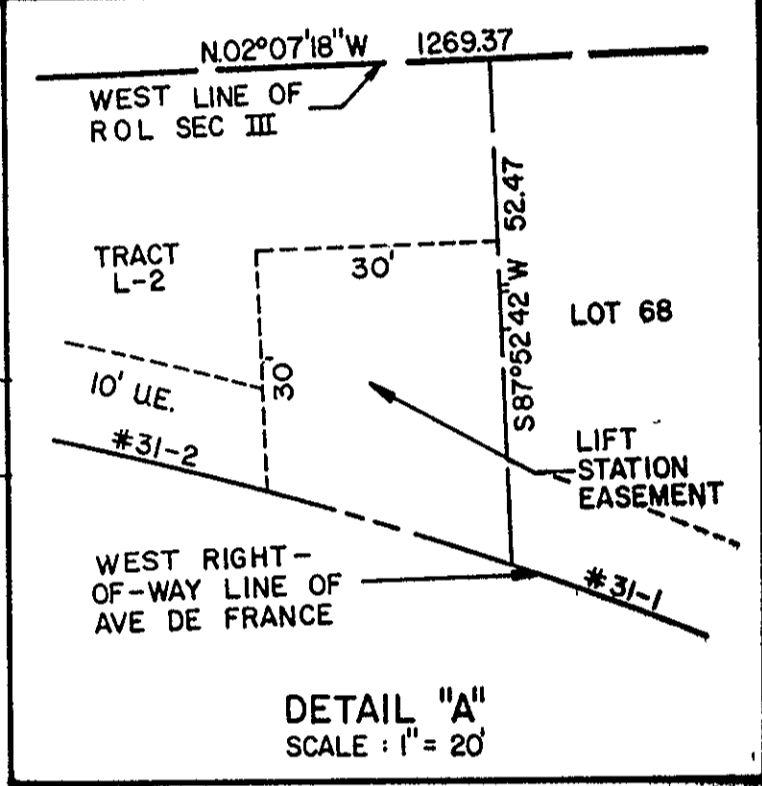 N.02°07'18"W 1269.37
WEST LINE OF
ROL SEC III
52.47
S87°52'42"W
TRACT
L-2
30'
LOT 68
30'
10' U.E.
#31-2
LIFT
STATION
EASEMENT
WEST RIGHT-
OF-WAY LINE OF
AVE DE FRANCE
#31-1
DETAIL "A"
SCALE : 1" = 20'